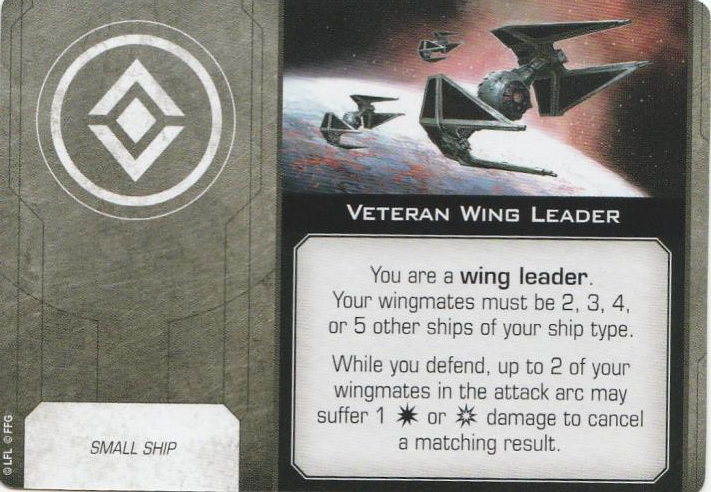 VETERAN WING LEADER
You are a wing leader.
Your wingmates must be 2, 3, 4,
or 5 other ships of your ship type.
While you defend, up to 2 of your
wingmates in the attack arc may
suffer 1 or damage to cancel
a matching result.
SMALL SHIP
© LFL © FFG